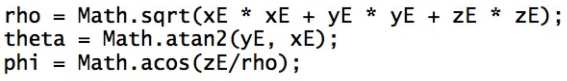 rho = Math.sqrt(xE * xE + yE * yE + zE * zE);
theta = Math.atan2(yE, xE);
phi = Math.acos(zE/rho);